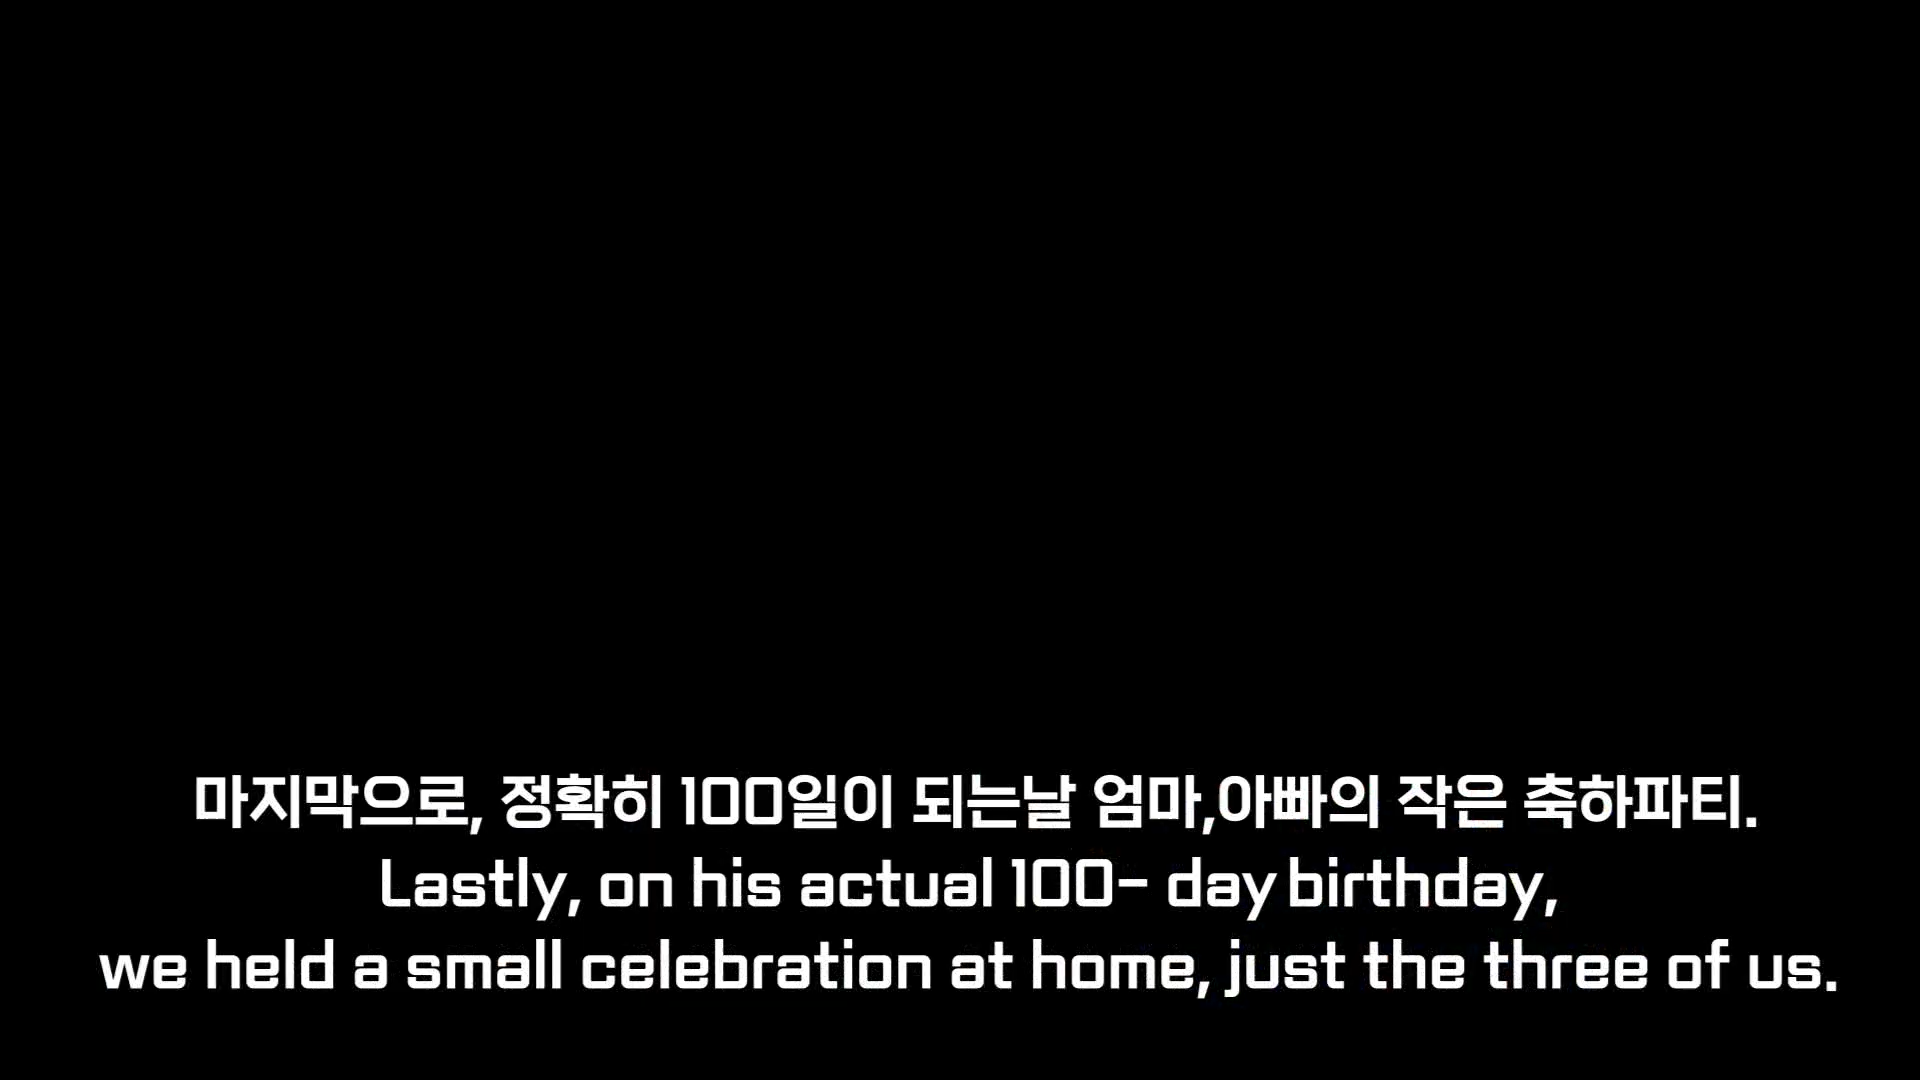 마지막으로, 정확히 100일이 되는날 엄마,아빠의 작은 축하파티.
Lastly, on his actual 100- day birthday,
we held a small celebration at home, just the three of us.